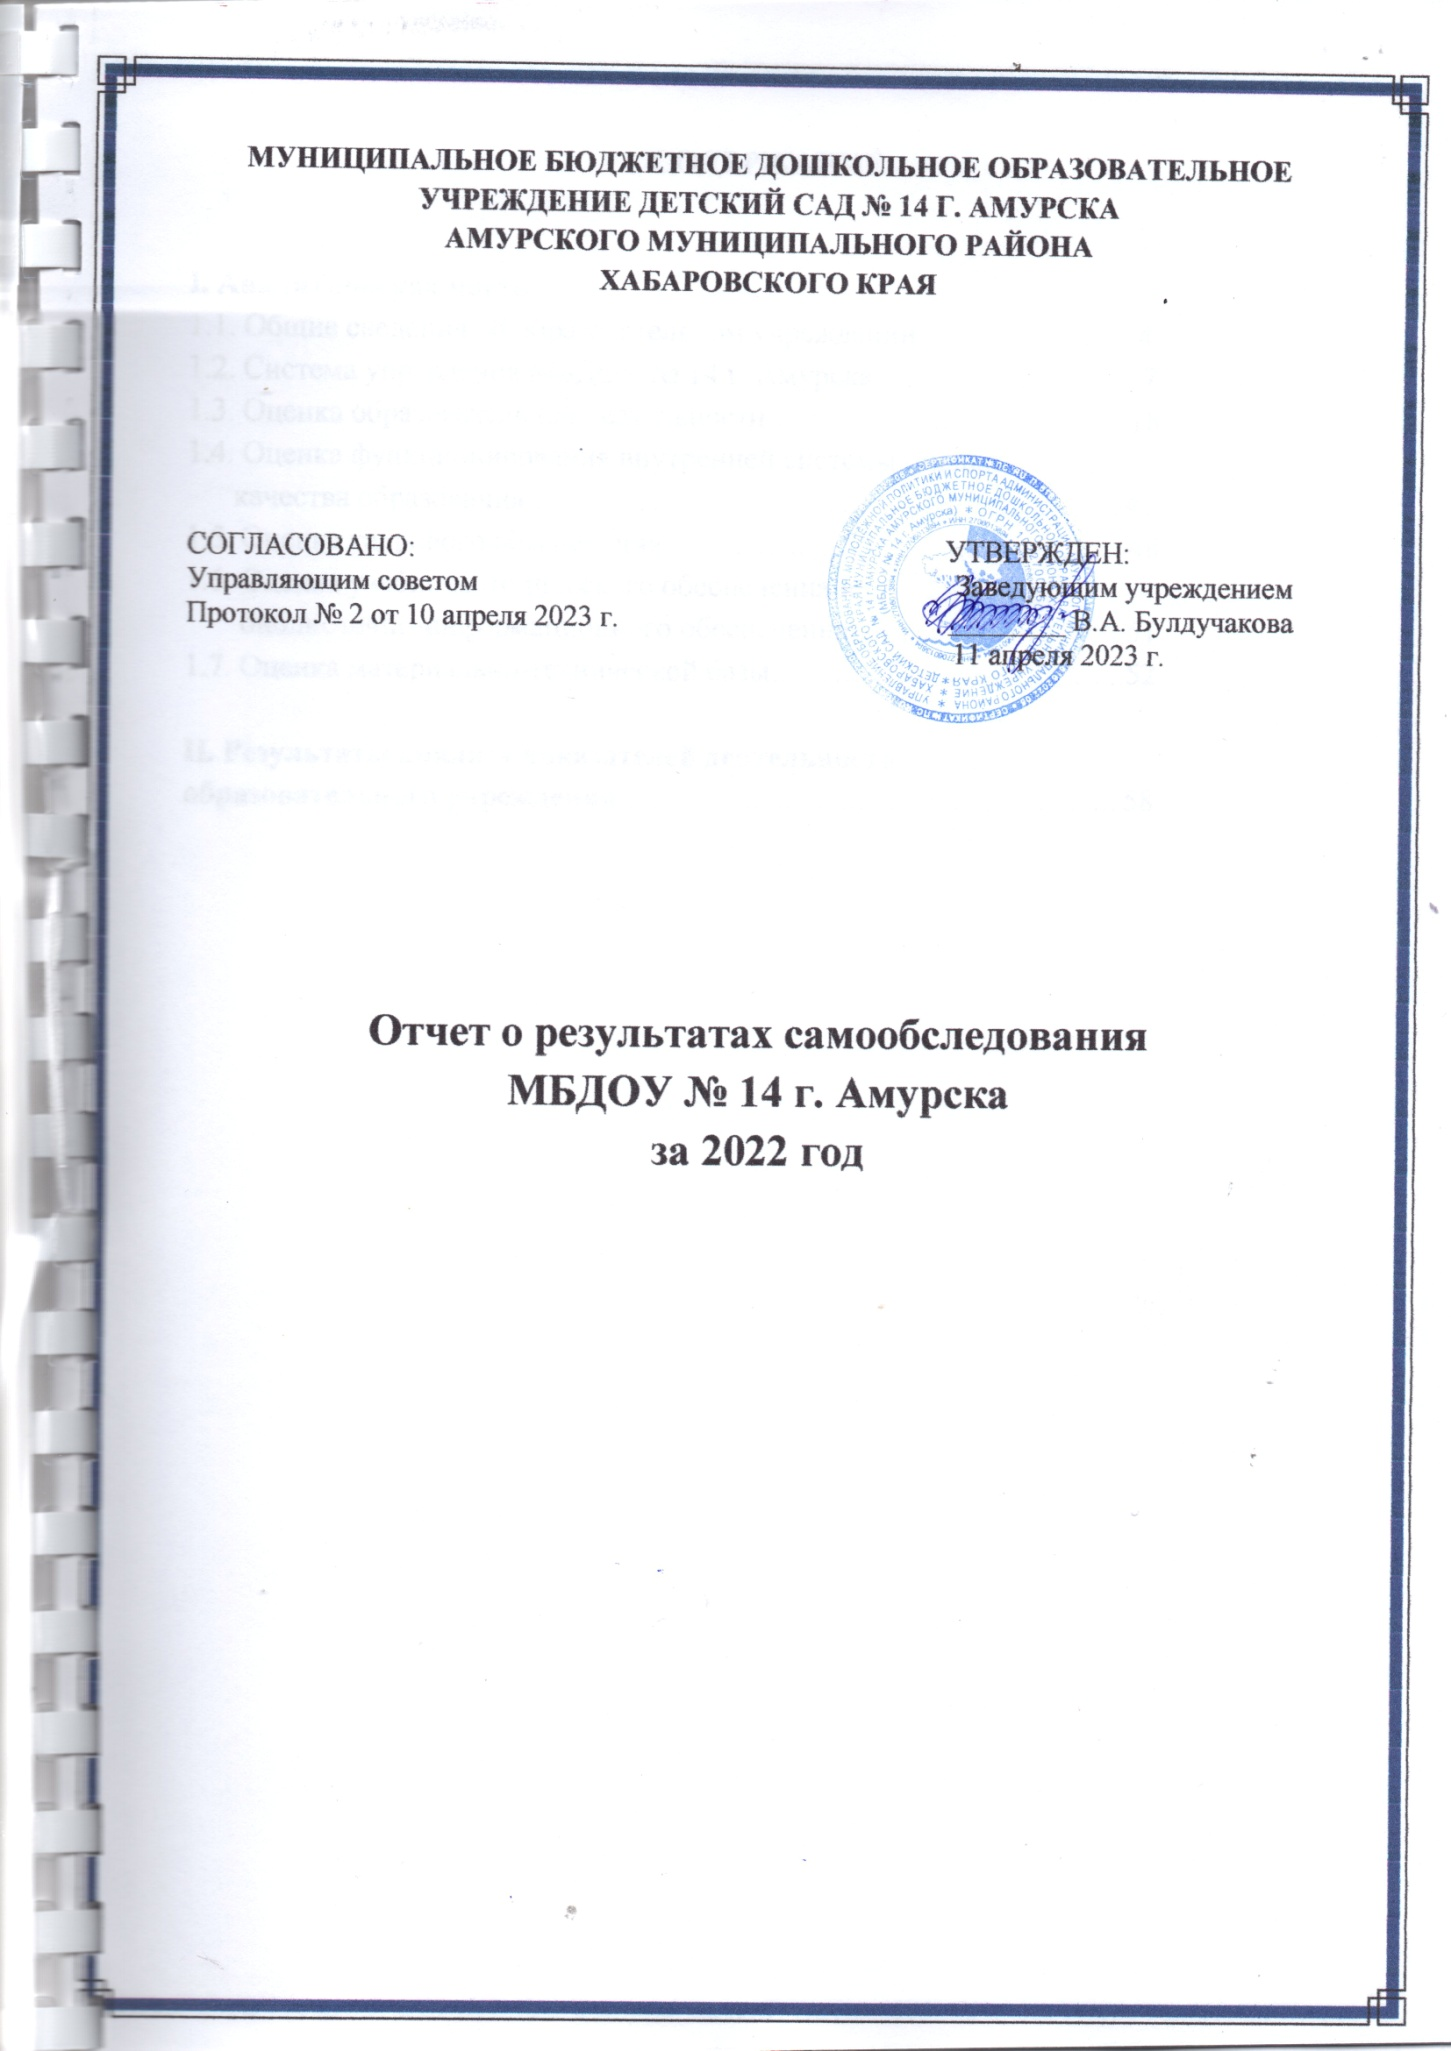 МУНИЦИПАЛЬНОЕ БЮДЖЕТНОЕ ДОШКОЛЬНОЕ ОБРАЗОВАТЕЛЬНОЕ
УЧРЕЖДЕНИЕ ДЕТСКИЙ САД № 14 Г. АМУРСКА
АМУРСКОГО МУНИЦИПАЛЬНОГО РАЙОНА
ХАБАРОВСКОГО КРАЯ
СОГЛАСОВАНО:
Управляющим советом
Протокол № 2 от 10 апреля 2023 г.
УТВЕРЖДЕН:
Заведующим учреждением
В.А. Булдучакова
11 апреля 2023 г.
Отчет о результатах самообследования
МБДОУ № 14 г. Амурска
за 2022 год